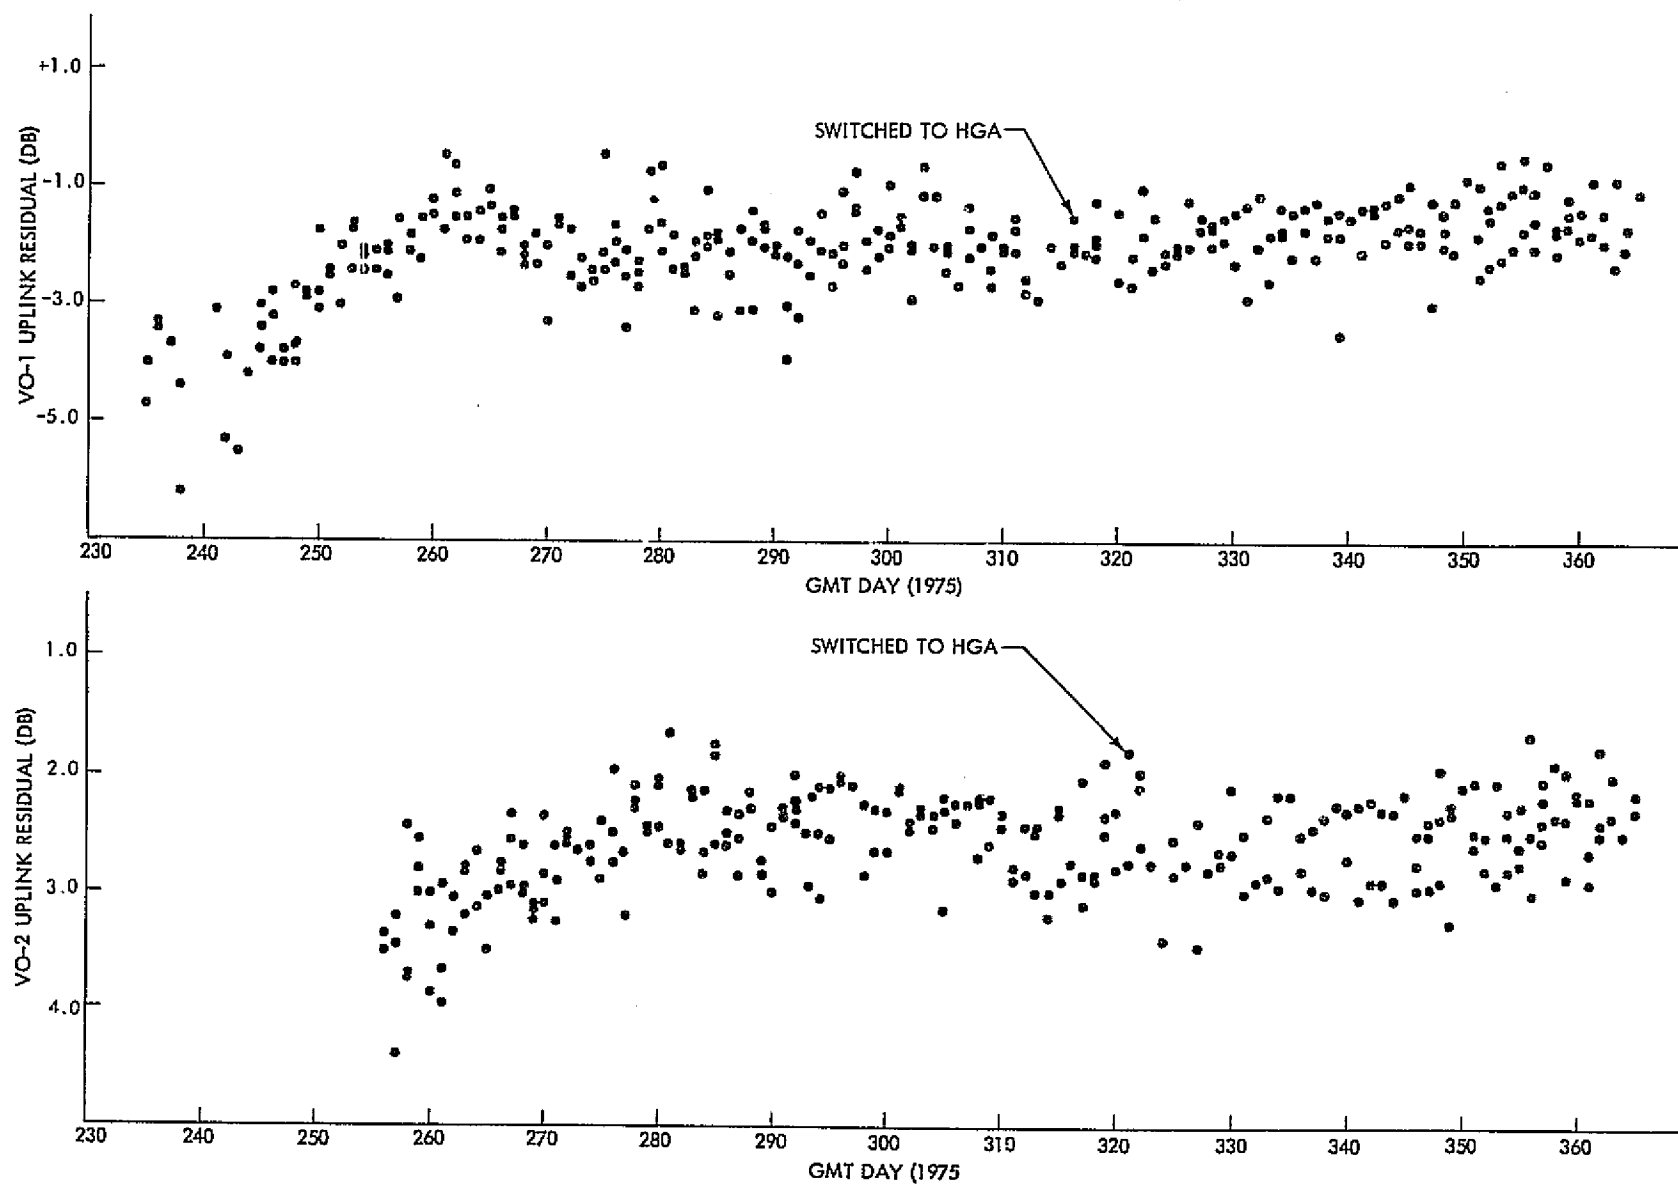 +1.0
-1.0
-3.0
-5.0
VO-1 UPLINK RESIDUAL (DB)
SWITCHED TO HGA
230 240 250 260 270 280 290 300 310 320 330 340 350 360
GMT DAY (1975)
1.0
2.0
3.0
4.0
VO-2 UPLINK RESIDUAL (DB)
SWITCHED TO HGA
230 240 250 260 270 280 290 300 310 320 330 340 350 360
GMT DAY (1975